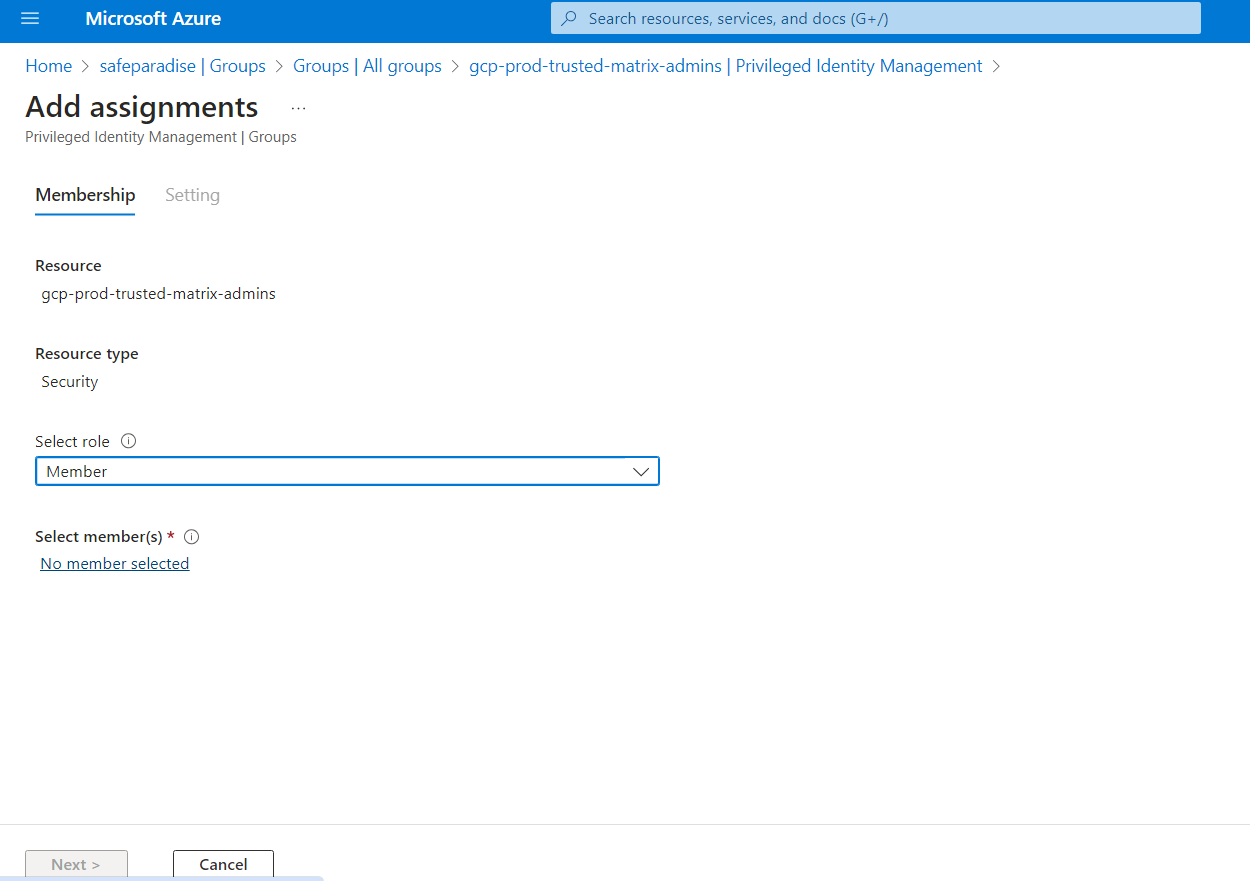 Microsoft Azure
Search resources, services, and docs (G+/)
Home > safeparadise | Groups > Groups | All groups > gcp-prod-trusted-matrix-admins | Privileged Identity Management >
Add assignments ...
Privileged Identity Management | Groups
Membership Setting
Resource
gcp-prod-trusted-matrix-admins
Resource type
Security
Select role
Member
Select member(s) *
No member selected
Next > Cancel